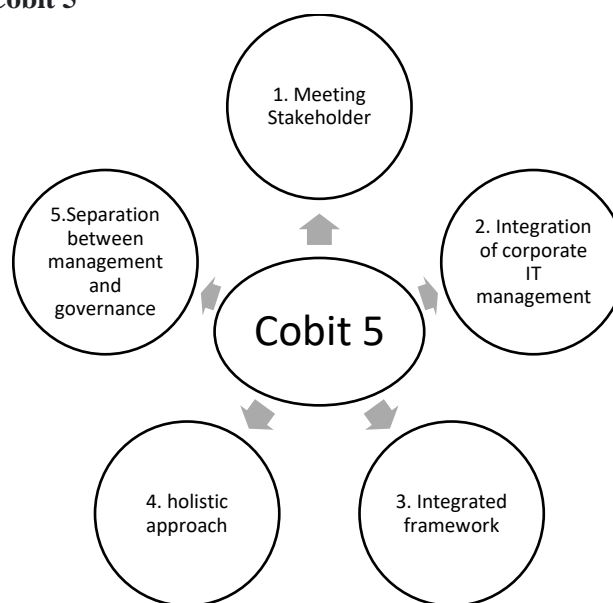 Cobit 5
1. Meeting
Stakeholder
2. Integration
of corporate
IT
management
3. Integrated
framework
4. holistic
approach
5.Separation
between
management
and
governance
Cobit 5